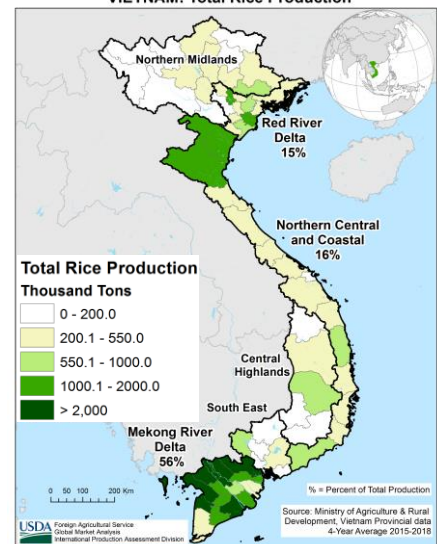 VIETNAM: Total Rice Production
Northern Midlands
Red River
Delta
15%
Northern Central
and Coastal
16%
Total Rice Production
Thousand Tons
0 - 200.0
200.1 - 550.0
550.1 - 1000.0
1000.1 - 2000.0
> 2,000
Central
Highlands
South East
Mekong River
Delta
56%
0 50 100 200 Km
% = Percent of Total Production
Source: Ministry of Agriculture & Rural
Development, Vietnam Provincial data
4-Year Average 2015-2018
USDA Foreign Agricultural Service
Global Market Analysis
International Production Assessment Division